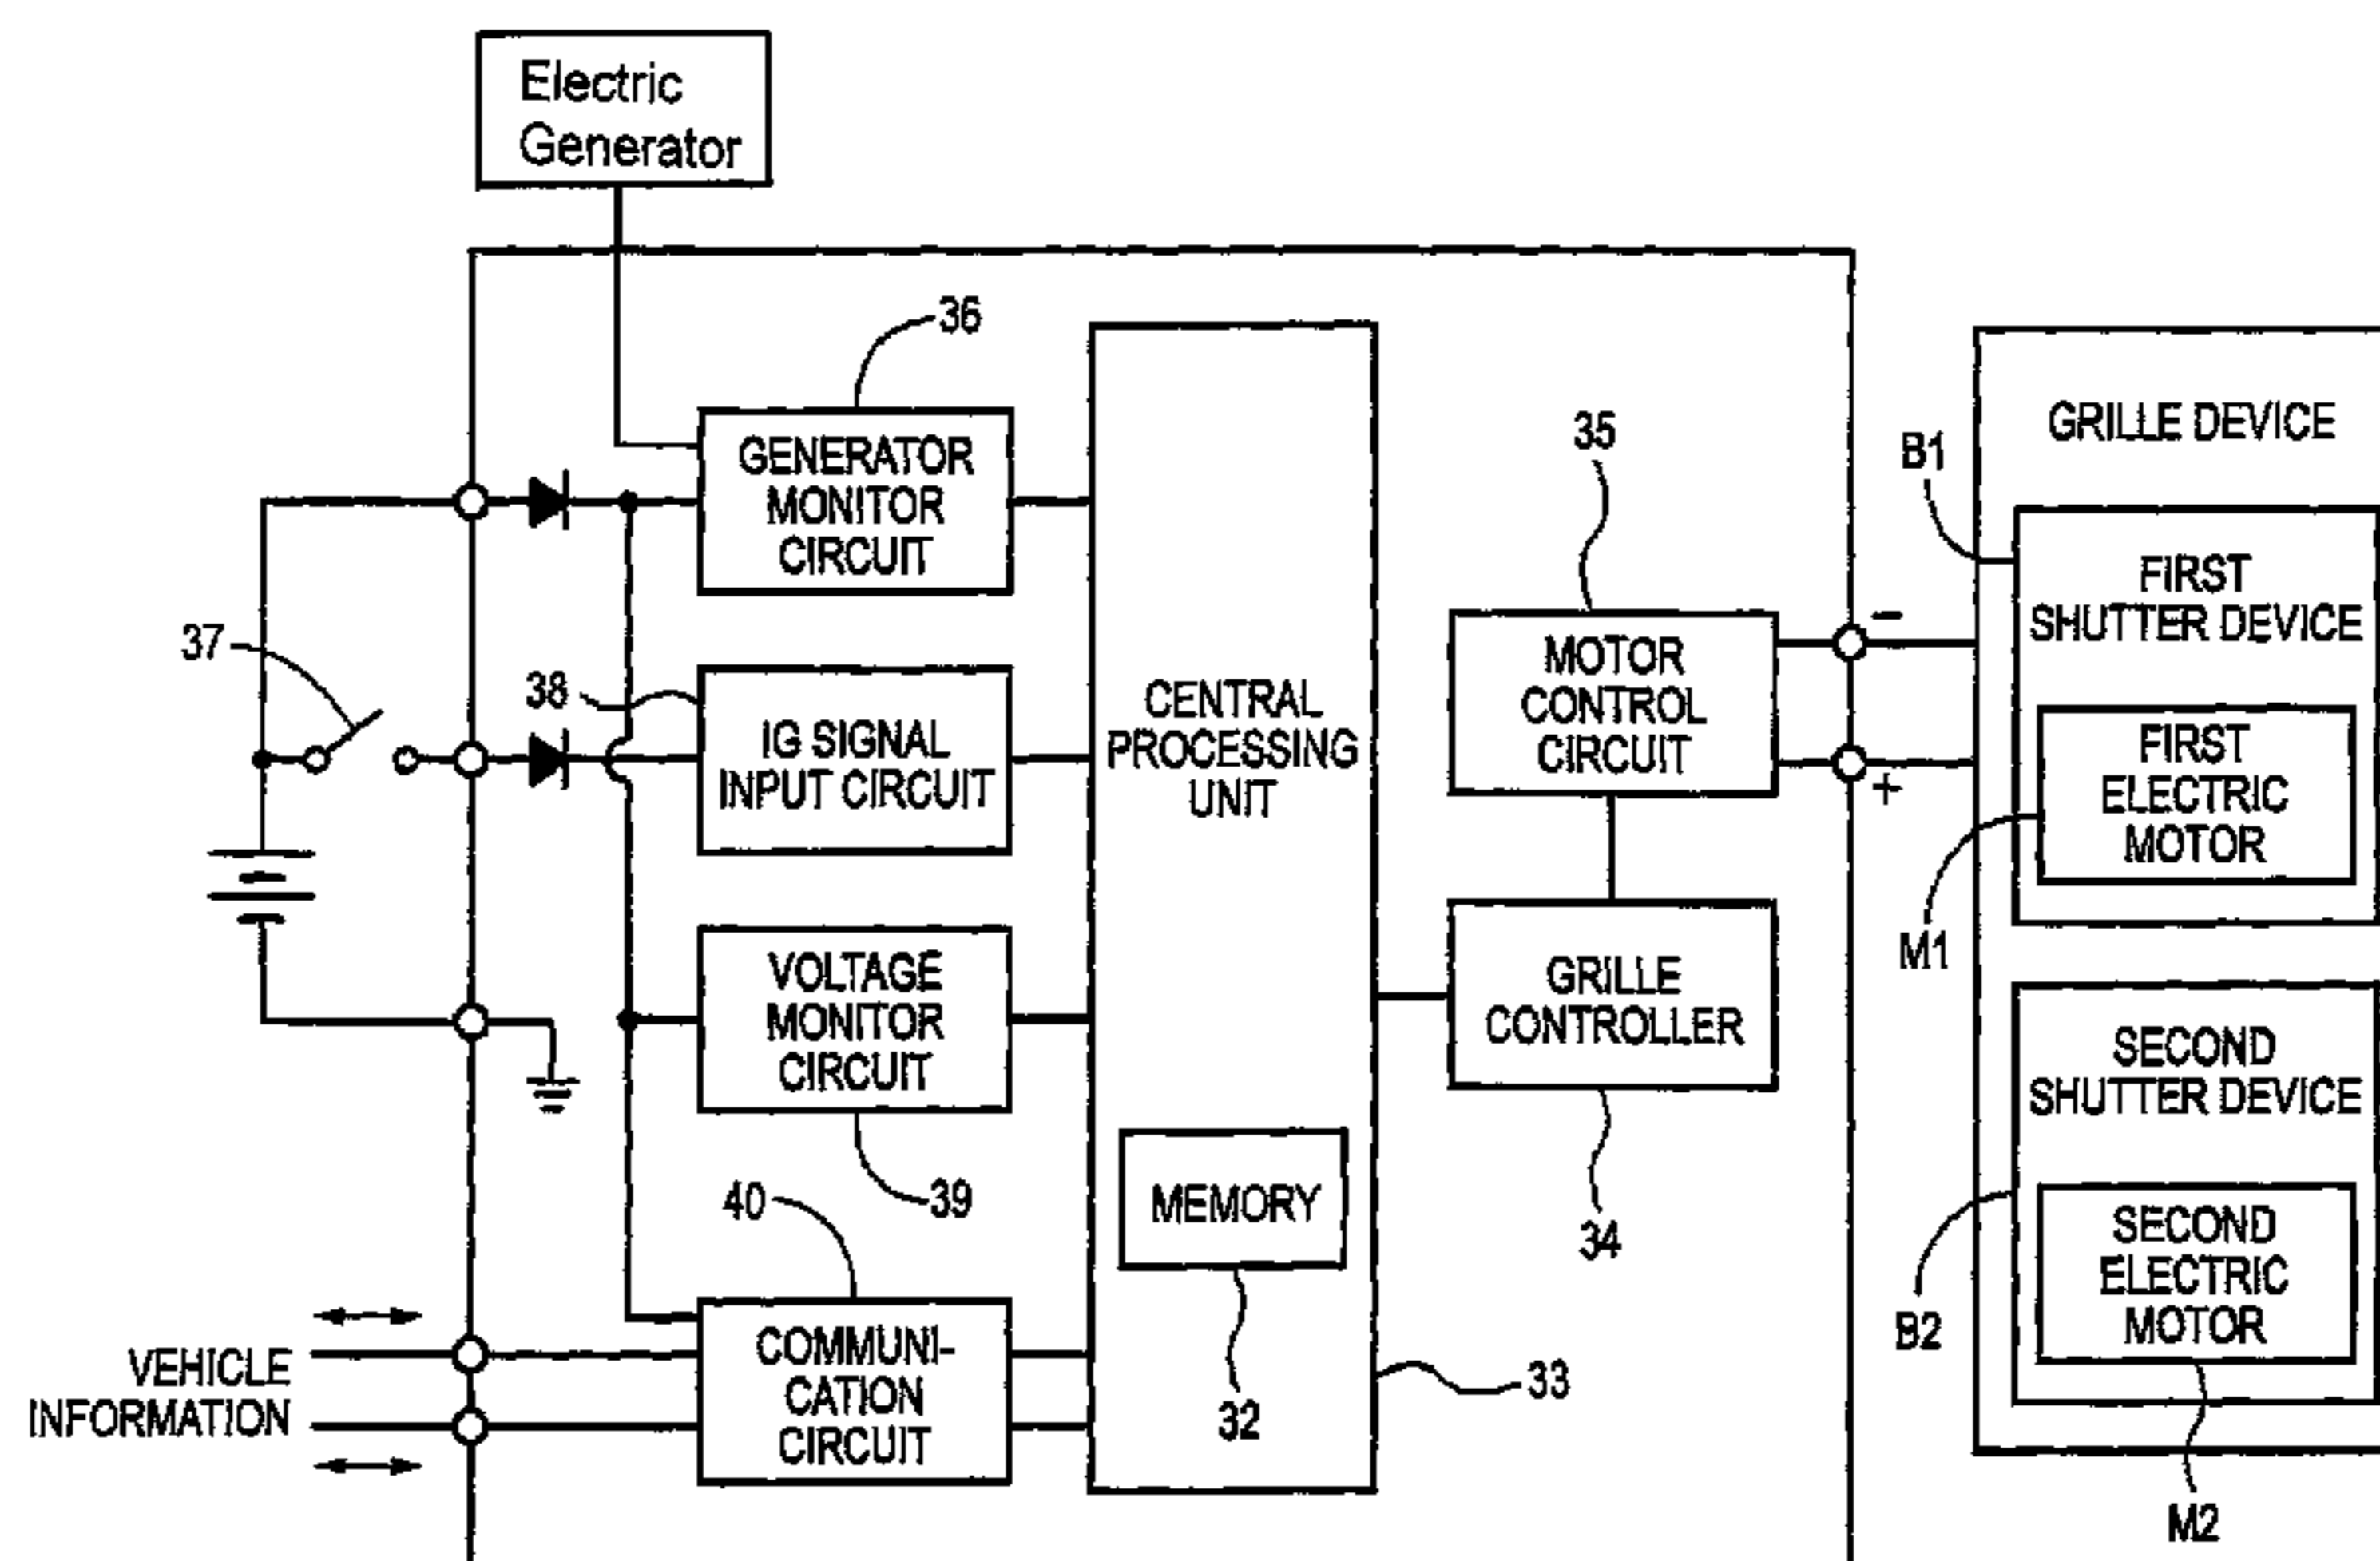 Electric
Generator
36
GENERATOR
MONITOR
CIRCUIT
37
38
IG SIGNAL
INPUT CIRCUIT
VOLTAGE
MONITOR
CIRCUIT
39
40
COMMUNI-
CATION
CIRCUIT
VEHICLE
INFORMATION
CENTRAL
PROCESSING
UNIT
MEMORY
32
33
35
MOTOR
CONTROL
CIRCUIT
-
+
GRILLE
CONTROLLER
34
GRILLE DEVICE
B1
FIRST
SHUTTER DEVICE
FIRST
ELECTRIC
MOTOR
M1
SECOND
SHUTTER DEVICE
B2
SECOND
ELECTRIC
MOTOR
M2